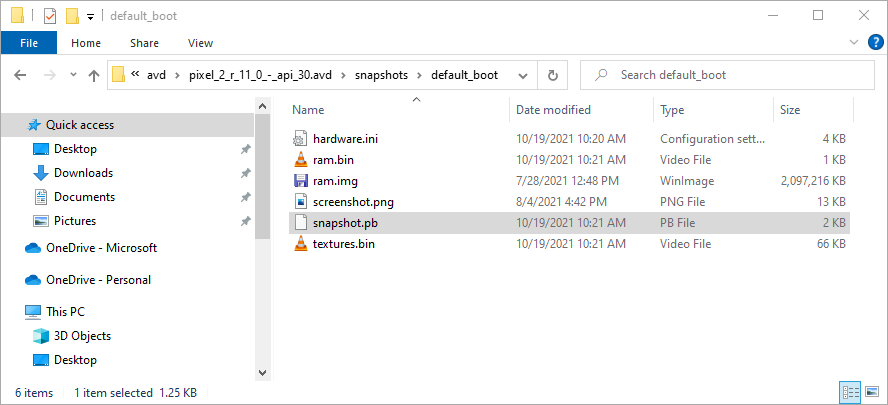 default_boot
File Home Share View
« avd › pixel_2_r_11_0_-_api_30.avd › snapshots › default_boot Search default_boot
Name Date modified Type Size
Quick access
Desktop
Downloads
Documents
Pictures
OneDrive - Microsoft
OneDrive - Personal
This PC
3D Objects
Desktop
hardware.ini 10/19/2021 10:20 AM Configuration sett... 4 KB
ram.bin 10/19/2021 10:21 AM Video File 1 KB
ram.img 7/28/2021 12:48 PM WinImage 2,097,216 KB
screenshot.png 8/4/2021 4:42 PM PNG File 13 KB
snapshot.pb 10/19/2021 10:21 AM PB File 2 KB
textures.bin 10/19/2021 10:21 AM Video File 66 KB
6 items 1 item selected 1.25 KB